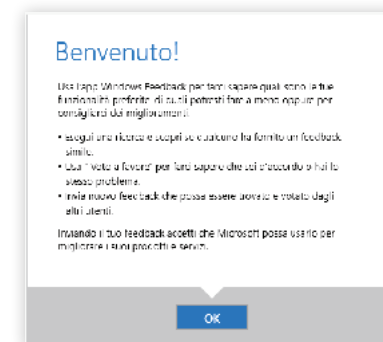 Benvenuto!
Usa l'app Windows Feedback per farci sapere quali sono le tue
funzionalità preferite, di quali potresti fare a meno oppure per
consigliarci dei miglioramenti.
• Esegui una ricerca e scopri se qualcuno ha fornito un feedback
simile.
• Usa "Voto a favore" per farci sapere che sei d'accordo o hai lo
stesso problema.
• Invia nuovo feedback che possa essere trovato e votato dagli
altri utenti.
Inviando il tuo feedback accetti che Microsoft possa usarlo per
migliorare i suoi prodotti e servizi.
OK